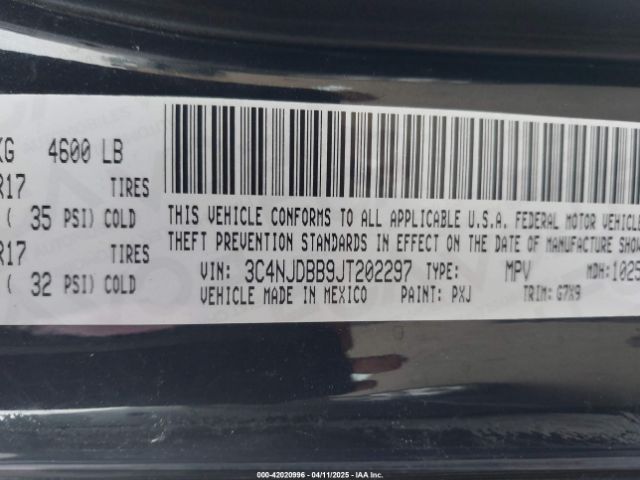 KG 4600 LB
R17 TIRES
( 35 PSI) COLD
R17 TIRES
( 32 PSI) COLD
THIS VEHICLE CONFORMS TO ALL APPLICABLE U.S.A. FEDERAL MOTOR VEHICLE
THEFT PREVENTION STANDARDS IN EFFECT ON THE DATE OF MANUFACTURE SHO
VIN: 3C4NJDBB9JT202297 TYPE: MPV MDH: 1025
VEHICLE MADE IN MEXICO PAINT: PXJ TRIM: G7X9
000-42020996 - 04/11/2025 - IAA Inc.